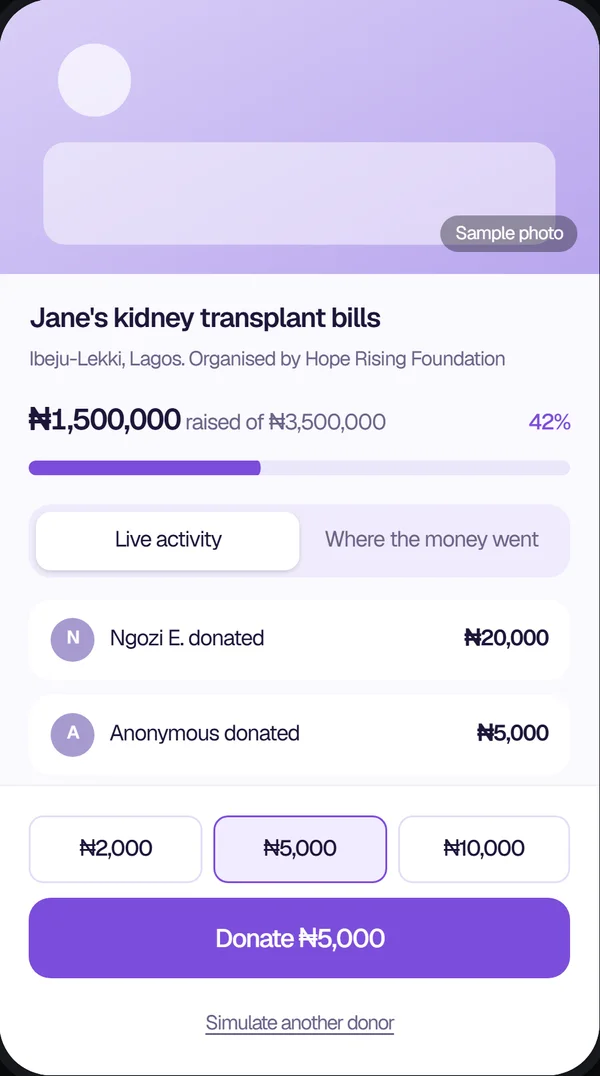 Sample photo
Jane's kidney transplant bills
Ibeju-Lekki, Lagos. Organised by Hope Rising Foundation
₦1,500,000 raised of ₦3,500,000 42%
Live activity Where the money went
N Ngozi E. donated ₦20,000
A Anonymous donated ₦5,000
₦2,000 ₦5,000 ₦10,000
Donate ₦5,000
Simulate another donor